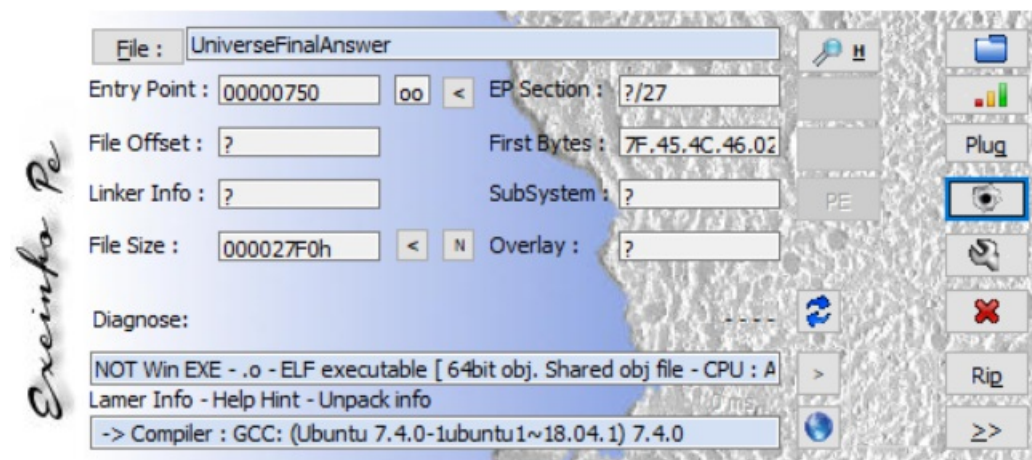 Exeinfo Pe
File : UniverseFinalAnswer H
Entry Point : 00000750 oo < EP Section : ?/27
File Offset : ? First Bytes : 7F.45.4C.46.02 Plug
Linker Info : ? SubSystem : ? PE
File Size : 000027F0h < N Overlay : ?
Diagnose: ----
NOT Win EXE - .o - ELF executable [ 64bit obj. Shared obj file - CPU : A > Rip
Lamer Info - Help Hint - Unpack info
-> Compiler : GCC: (Ubuntu 7.4.0-1ubuntu1~18.04.1) 7.4.0 >>